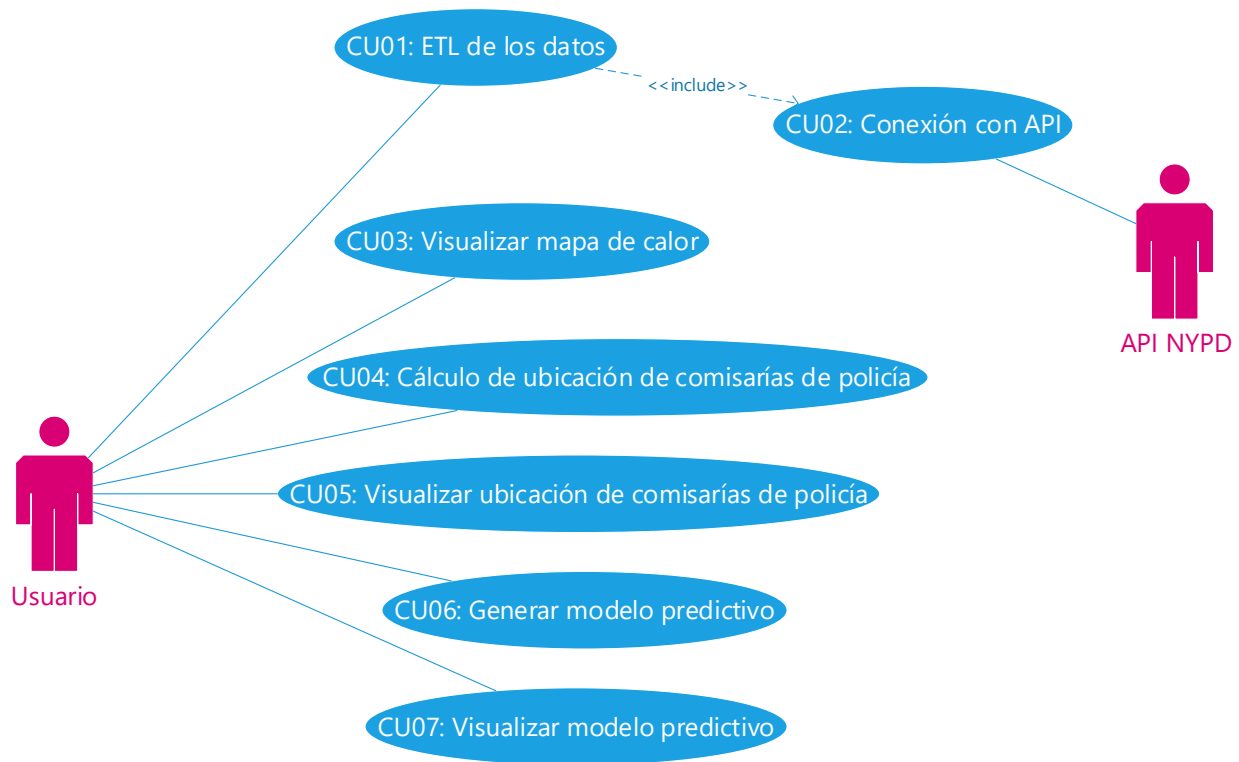 CU01: ETL de los datos
<<include>>
CU02: Conexión con API
CU03: Visualizar mapa de calor
API NYPD
CU04: Cálculo de ubicación de comisarías de policía
CU05: Visualizar ubicación de comisarías de policía
Usuario
CU06: Generar modelo predictivo
CU07: Visualizar modelo predictivo